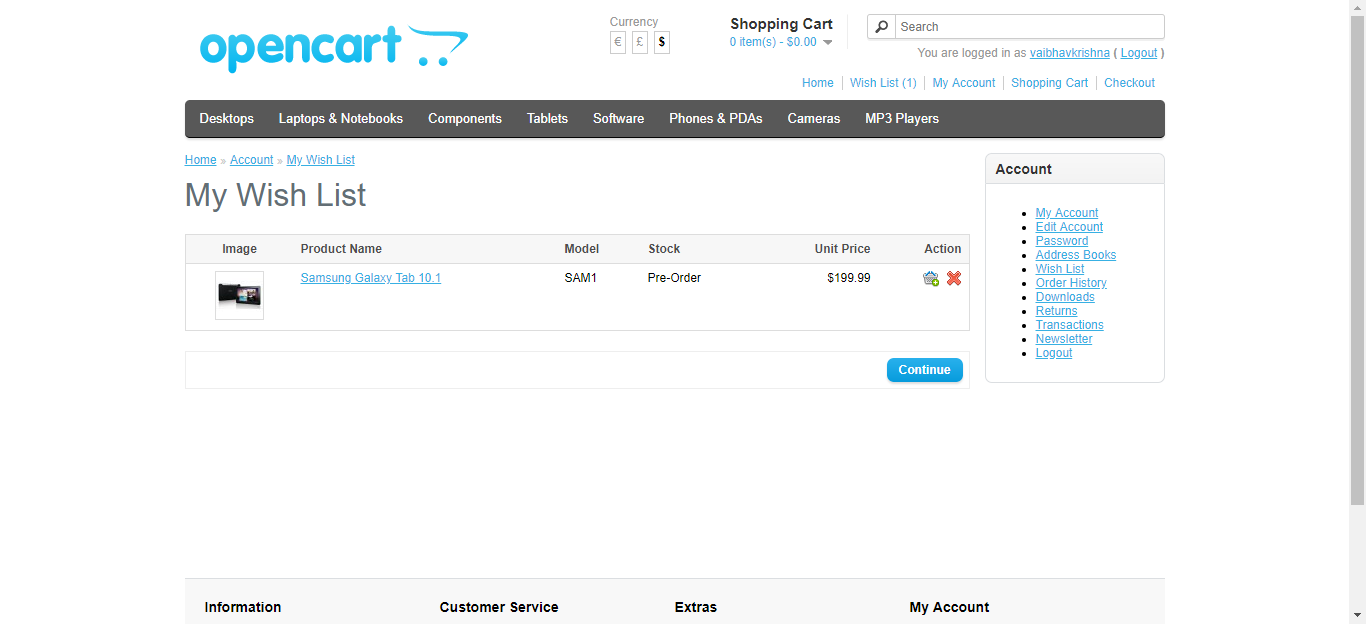 opencart
Currency
€ £ $
Shopping Cart
0 item(s) - $0.00
Search
You are logged in as vaibhavkrishna ( Logout )
Home Wish List (1) My Account Shopping Cart Checkout
Desktops Laptops & Notebooks Components Tablets Software Phones & PDAs Cameras MP3 Players
Home » Account » My Wish List
My Wish List
Image Product Name Model Stock Unit Price Action
Samsung Galaxy Tab 10.1 SAM1 Pre-Order $199.99
Continue
Account
My Account
Edit Account
Password
Address Books
Wish List
Order History
Downloads
Returns
Transactions
Newsletter
Logout
Information Customer Service Extras My Account